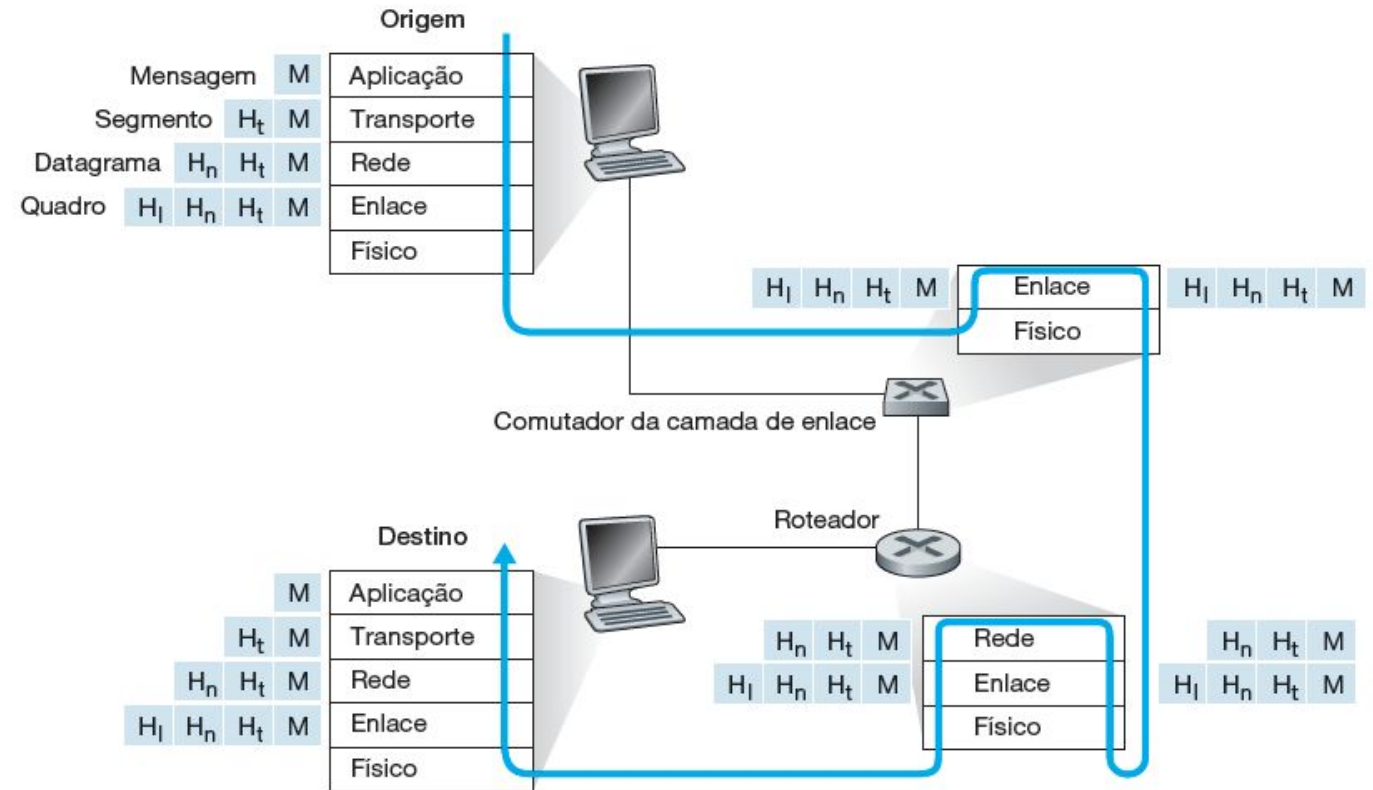 Origem
Mensagem M Aplicação
Segmento Ht M Transporte
Datagrama Hn Ht M Rede
Quadro Hl Hn Ht M Enlace
Físico
Hl Hn Ht M Enlace Hl Hn Ht M
Físico
Comutador da camada de enlace
Roteador
Destino
M Aplicação
Ht M Transporte
Hn Ht M Rede
Hl Hn Ht M Enlace
Físico
Hn Ht M Rede Hn Ht M
Hl Hn Ht M Enlace Hl Hn Ht M
Físico